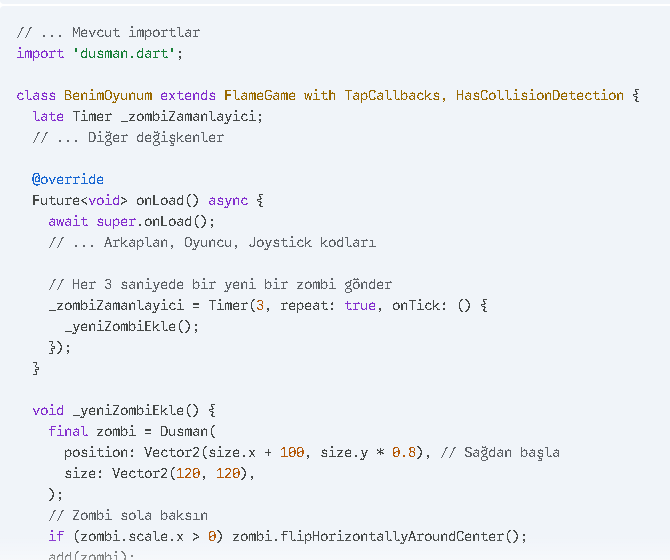 // ... Mevcut importlar
import 'dusman.dart';
class BenimOyunum extends FlameGame with TapCallbacks, HasCollisionDetection {
late Timer _zombiZamanlayici;
// ... Diğer değişkenler
@override
Future<void> onLoad() async {
await super.onLoad();
// ... Arkaplan, Oyuncu, Joystick kodları
// Her 3 saniyede bir yeni bir zombi gönder
_zombiZamanlayici = Timer(3, repeat: true, onTick: () {
_yeniZombiEkle();
});
}
void _yeniZombiEkle() {
final zombi = Dusman(
position: Vector2(size.x + 100, size.y * 0.8), // Sağdan başla
size: Vector2(120, 120),
);
// Zombi sola baksın
if (zombi.scale.x > 0) zombi.flipHorizontallyAroundCenter();
add(zombi);